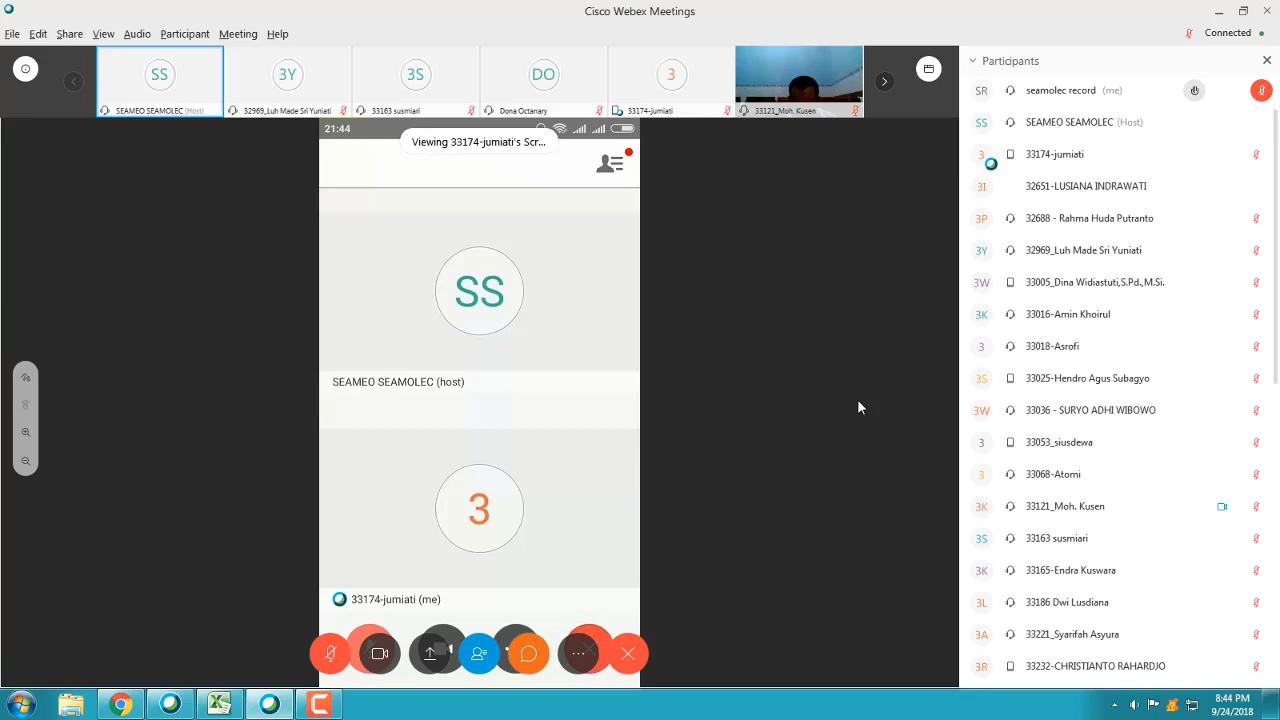 Cisco Webex Meetings
File Edit Share View Audio Participant Meeting Help
Connected
SS
3Y
3S
DO
3
SEAMEO SEAMOLEC (Host)
32969_Luh Made Sri Yuniati
33163 susmiari
Dona Octanary
33174-jumiati
33121_Moh. Kusen
21:44
Viewing 33174-jumiati's Scr...
SS
SEAMEO SEAMOLEC (host)
3
33174-jumiati (me)
Participants
SR seamolec record (me)
SS SEAMEO SEAMOLEC (Host)
3 33174-jumiati
3I 32651-LUSIANA INDRAWATI
3P 32688 - Rahma Huda Putranto
3Y 32969_Luh Made Sri Yuniati
3W 33005_Dina Widiastuti,S.Pd.,M.Si.
3K 33016-Amin Khoirul
3 33018-Asrofi
3S 33025-Hendro Agus Subagyo
3W 33036 - SURYO ADHI WIBOWO
3 33053_siusdewa
3 33068-Atomi
3K 33121_Moh. Kusen
3S 33163 susmiari
3K 33165-Endra Kuswara
3L 33186 Dwi Lusdiana
3A 33221_Syarifah Asyura
3R 33232-CHRISTIANTO RAHARDJO
8:44 PM
9/24/2018